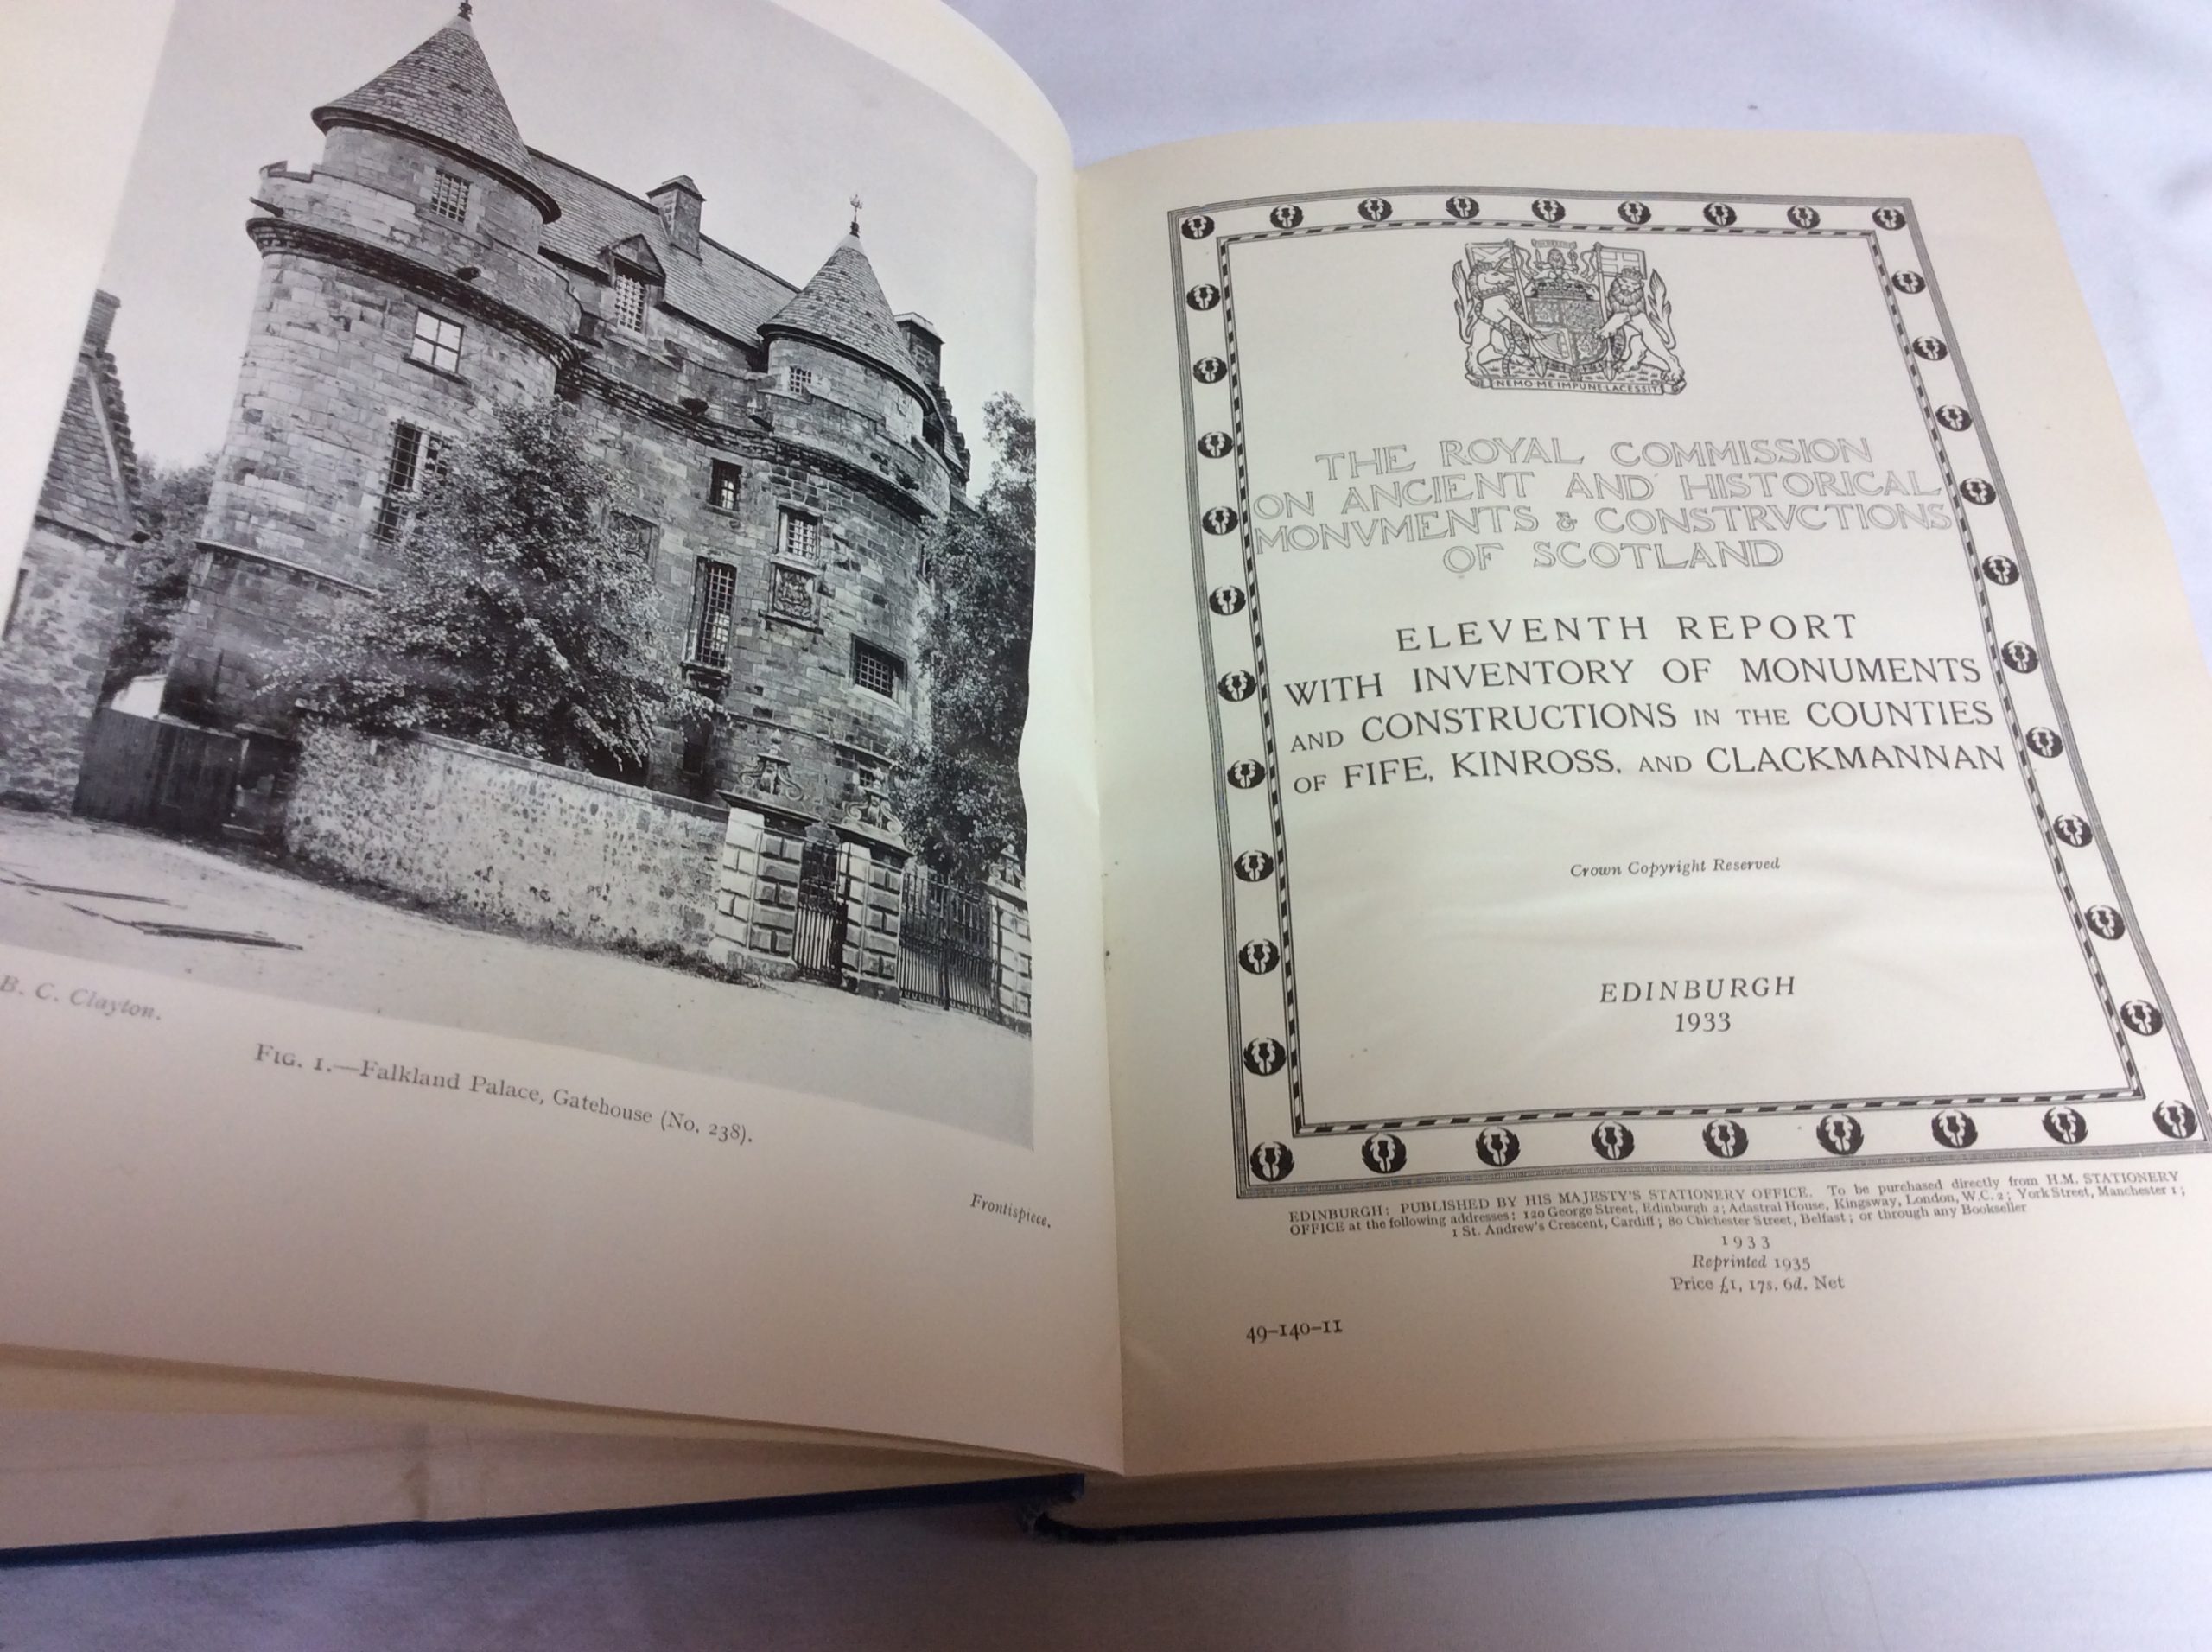 B. C. Clayton.
FIG. 1.—Falkland Palace, Gatehouse (No. 238).
Frontispiece.
NEMO ME IMPUNE LACESSIT
THE ROYAL COMMISSION
ON ANCIENT AND HISTORICAL
MONVMENTS & CONSTRVCTIONS
OF SCOTLAND
ELEVENTH REPORT
WITH INVENTORY OF MONUMENTS
AND CONSTRUCTIONS IN THE COUNTIES
OF FIFE, KINROSS, AND CLACKMANNAN
Crown Copyright Reserved
EDINBURGH
1933
EDINBURGH: PUBLISHED BY HIS MAJESTY'S STATIONERY OFFICE. To be purchased directly from H.M. STATIONERY
OFFICE at the following addresses: 120 George Street, Edinburgh 2; Adastral House, Kingsway, London, W.C. 2; York Street, Manchester 1;
1 St. Andrew's Crescent, Cardiff; 80 Chichester Street, Belfast; or through any Bookseller
1933
Reprinted 1935
Price £1, 17s. 6d. Net
49-140-11